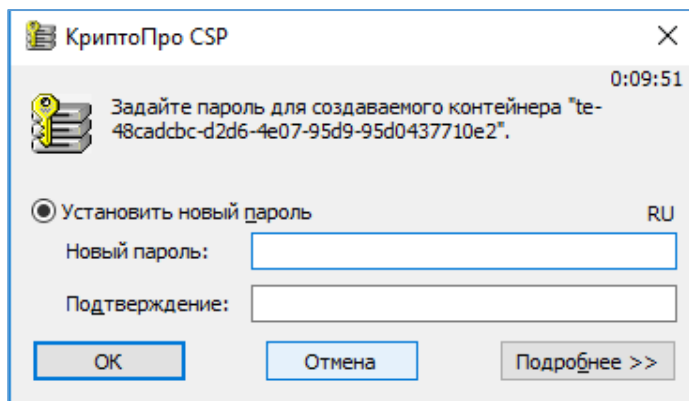 КриптоПро CSP
0:09:51
Задайте пароль для создаваемого контейнера "te-
48cadcbc-d2d6-4e07-95d9-95d0437710e2".
Установить новый пароль
RU
Новый пароль:
Подтверждение:
OK
Отмена
Подробнее >>